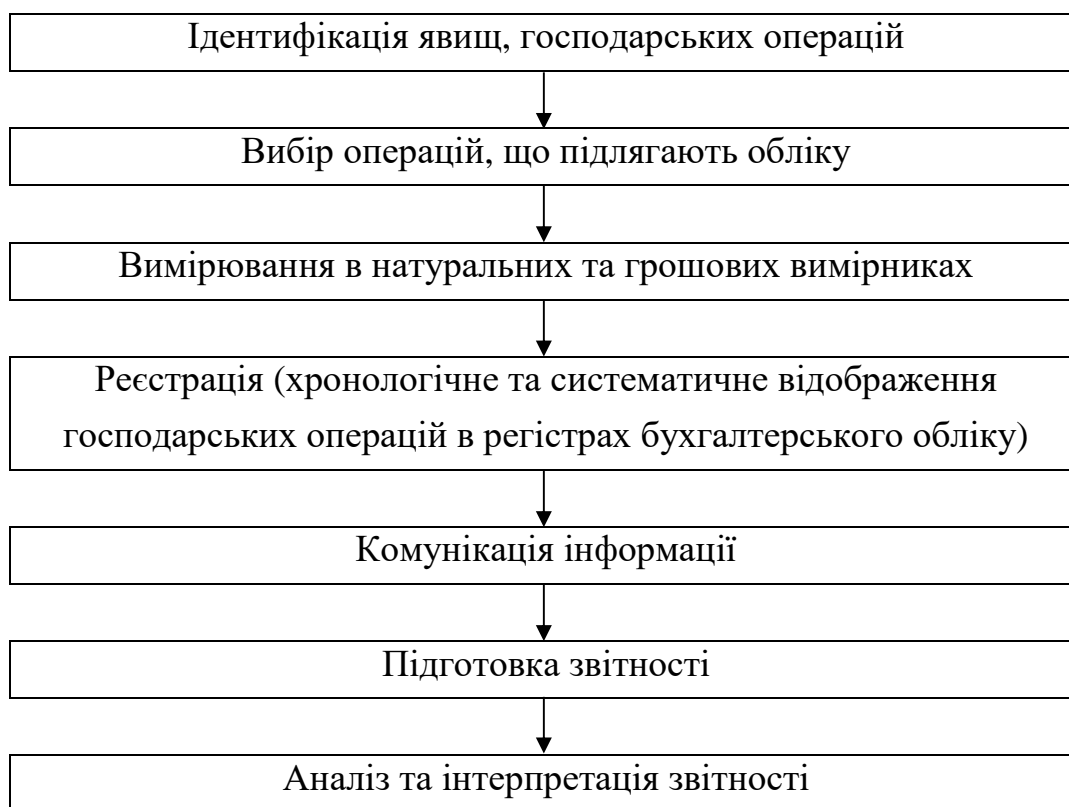 Ідентифікація явищ, господарських операцій
Вибір операцій, що підлягають обліку
Вимірювання в натуральних та грошових вимірниках
Реєстрація (хронологічне та систематичне відображення
господарських операцій в регістрах бухгалтерського обліку)
Комунікація інформації
Підготовка звітності
Аналіз та інтерпретація звітності